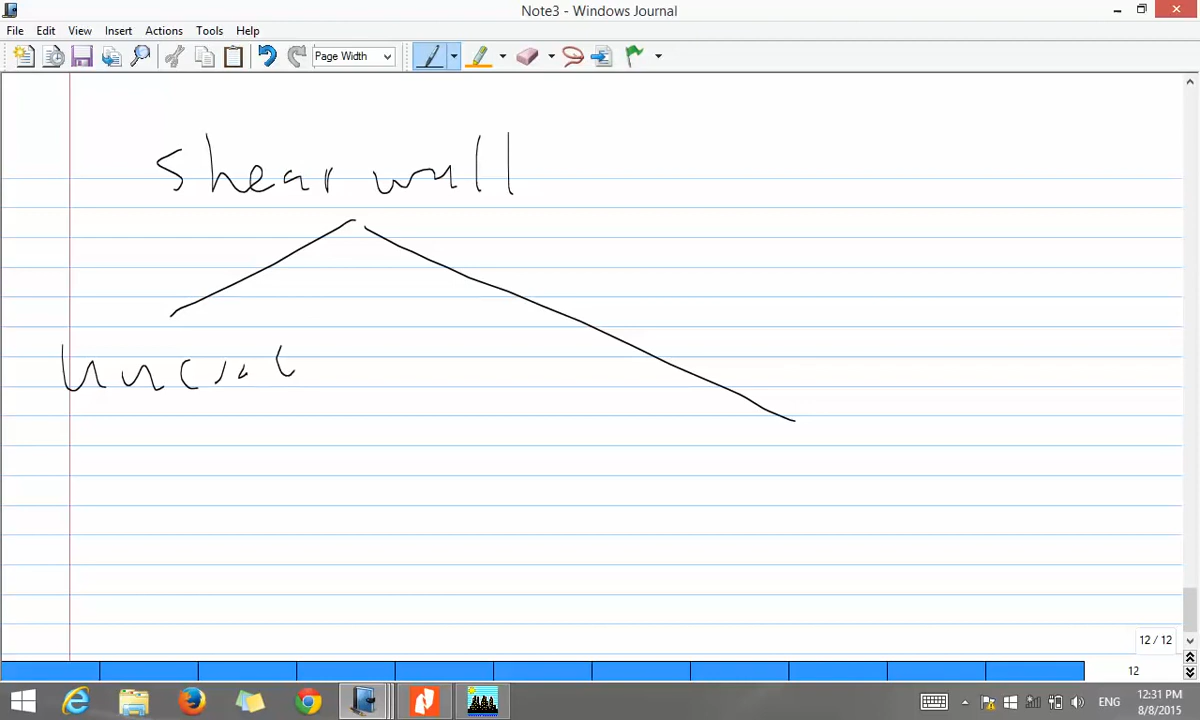 Note3 - Windows Journal
File Edit View Insert Actions Tools Help
Page Width
shear wall
uncrac
12 / 12
12
ENG
12:31 PM
8/8/2015